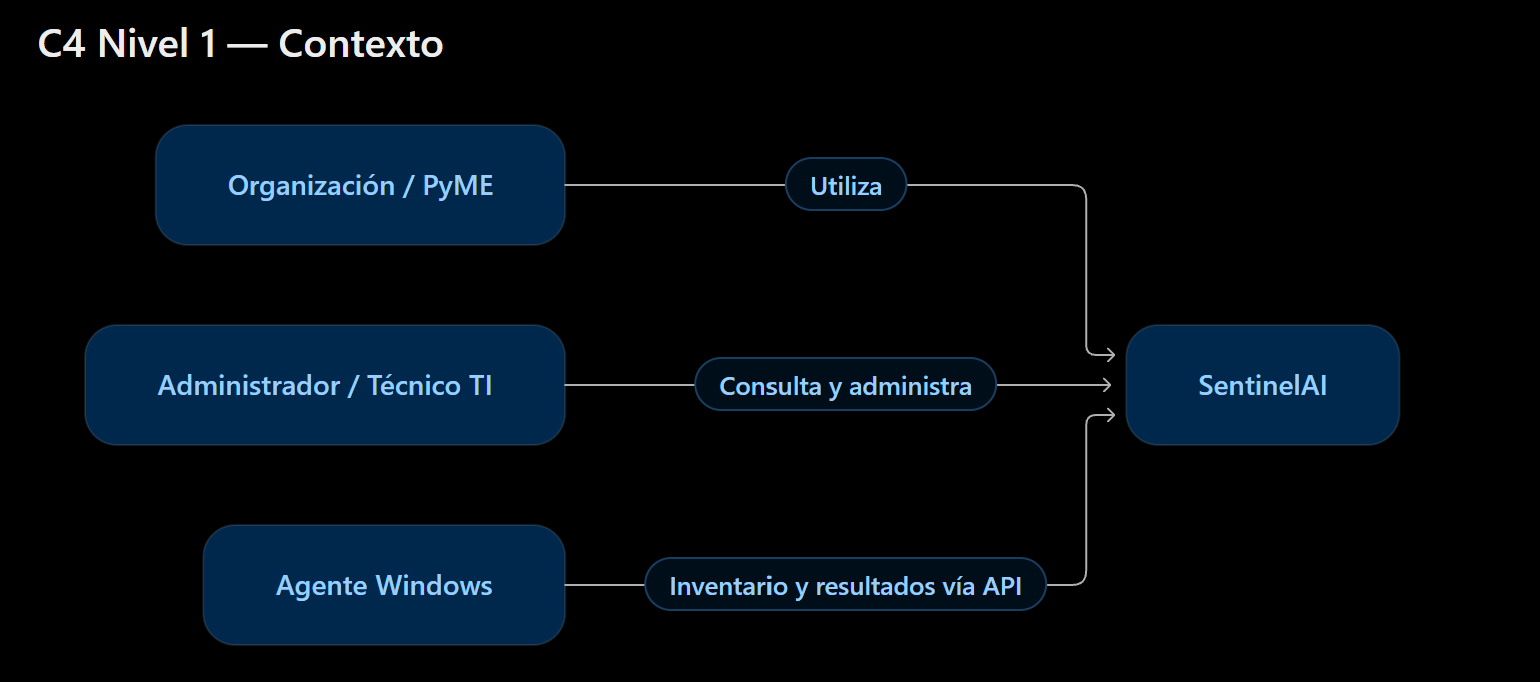 C4 Nivel 1 — Contexto
Organización / PyME
Utiliza
Administrador / Técnico TI
Consulta y administra
SentinelAI
Agente Windows
Inventario y resultados vía API